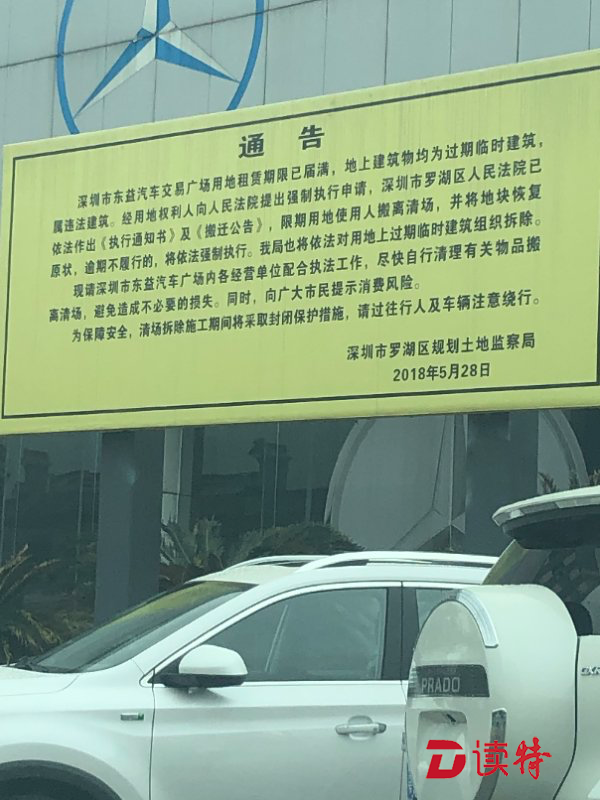 通 告
深圳市东益汽车交易广场用地租赁期限已届满，地上建筑物均为过期临时建筑，
属违法建筑。经用地权利人向人民法院提出强制执行申请，深圳市罗湖区人民法院已
依法作出《执行通知书》及《搬迁公告》，限期用地使用人搬离清场，并将地块恢复
原状，逾期不履行的，将依法强制执行。我局也将依法对用地上过期临时建筑组织拆除。
现请深圳市东益汽车广场内各经营单位配合执法工作，尽快自行清理有关物品搬
离清场，避免造成不必要的损失。同时，向广大市民提示消费风险。
为保障安全，清场拆除施工期间将采取封闭保护措施，请过往行人及车辆注意绕行。
深圳市罗湖区规划土地监察局
2018年5月28日
PRADO
读特